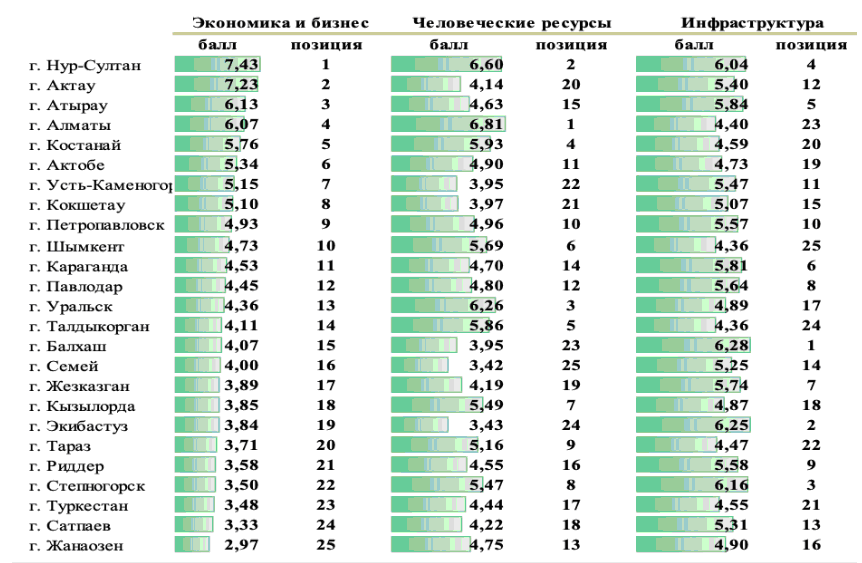 Экономика и бизнес Человеческие ресурсы Инфраструктура
балл позиция балл позиция балл позиция
г. Нур-Султан 7,43 1 6,60 2 6,04 4
г. Актау 7,23 2 4,14 20 5,40 12
г. Атырау 6,13 3 4,63 15 5,84 5
г. Алматы 6,07 4 6,81 1 4,40 23
г. Костанай 5,76 5 5,93 4 4,59 20
г. Актобе 5,34 6 4,90 11 4,73 19
г. Усть-Каменогор 5,15 7 3,95 22 5,47 11
г. Кокшетау 5,10 8 3,97 21 5,07 15
г. Петропавловск 4,93 9 4,96 10 5,57 10
г. Шымкент 4,73 10 5,69 6 4,36 25
г. Караганда 4,53 11 4,70 14 5,81 6
г. Павлодар 4,45 12 4,80 12 5,64 8
г. Уральск 4,36 13 6,26 3 4,89 17
г. Талдыкорган 4,11 14 5,86 5 4,36 24
г. Балхаш 4,07 15 3,95 23 6,28 1
г. Семей 4,00 16 3,42 25 5,25 14
г. Жезказган 3,89 17 4,19 19 5,74 7
г. Кызылорда 3,85 18 5,49 7 4,87 18
г. Экибастуз 3,84 19 3,43 24 6,25 2
г. Тараз 3,71 20 5,16 9 4,47 22
г. Риддер 3,58 21 4,55 16 5,58 9
г. Степногорск 3,50 22 5,47 8 6,16 3
г. Туркестан 3,48 23 4,44 17 4,55 21
г. Сатпаев 3,33 24 4,22 18 5,31 13
г. Жанаозен 2,97 25 4,75 13 4,90 16